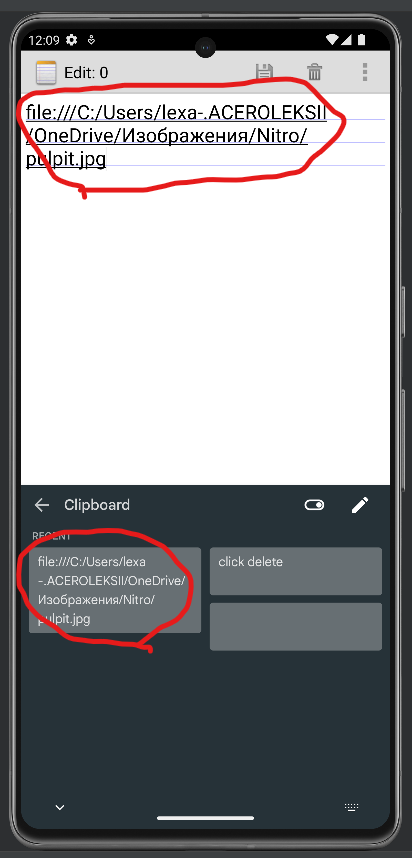 12:09
Edit: 0
file:///C:/Users/lexa-.ACEROLEKSII
/OneDrive/Изображения/Nitro/
pulpit.jpg
Clipboard
RECENT
file:///C:/Users/lexa
-.ACEROLEKSII/OneDrive/
Изображения/Nitro/
pulpit.jpg
click delete